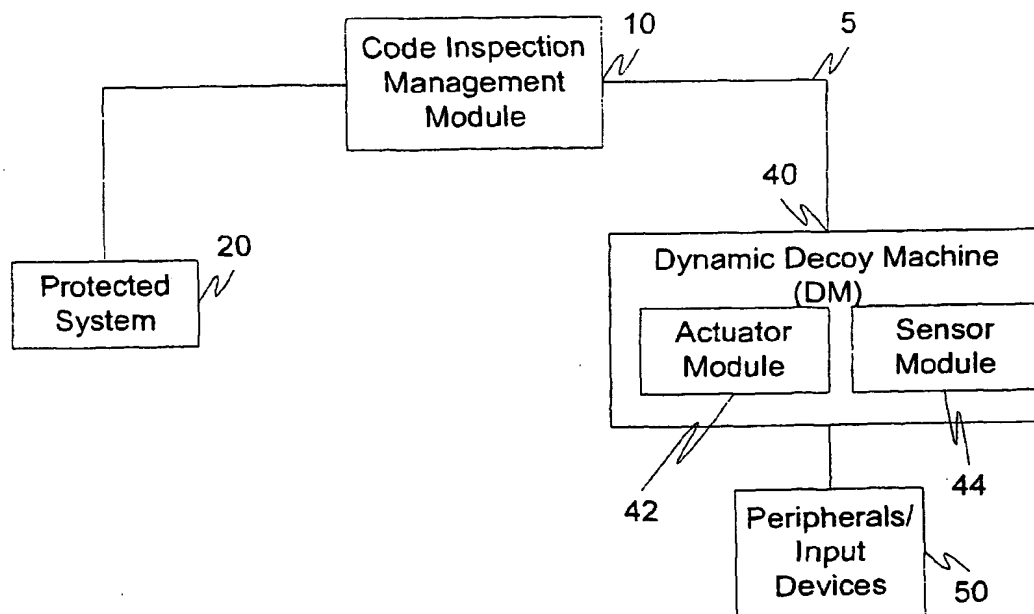 10
5
Code Inspection
Management
Module
40
20
Protected
System
Dynamic Decoy Machine
(DM)
Actuator
Module
Sensor
Module
42
44
Peripherals/
Input
Devices
50